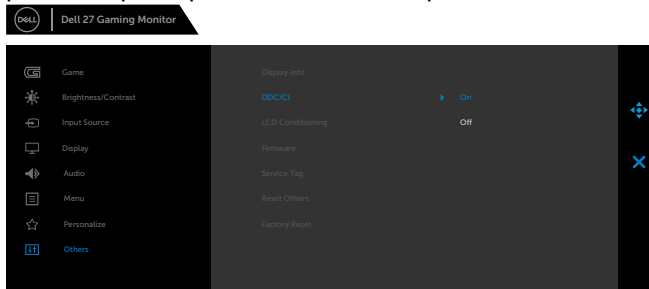 DELL
Dell 27 Gaming Monitor
Game
Display Info
Brightness/Contrast
DDC/CI
On
Input Source
LCD Conditioning
Off
Display
Firmware
Audio
Service Tag
Menu
Reset Others
Personalize
Factory Reset
Others